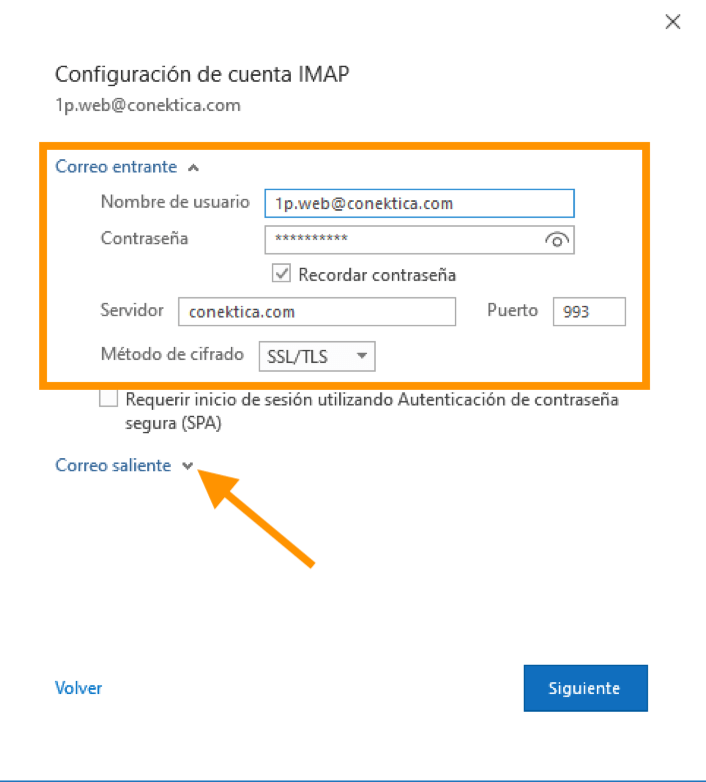 Configuración de cuenta IMAP
1p.web@conektica.com
Correo entrante
Nombre de usuario 1p.web@conektica.com
Contraseña **********
Recordar contraseña
Servidor conektica.com Puerto 993
Método de cifrado SSL/TLS
Requerir inicio de sesión utilizando Autenticación de contraseña
segura (SPA)
Correo saliente
Volver Siguiente